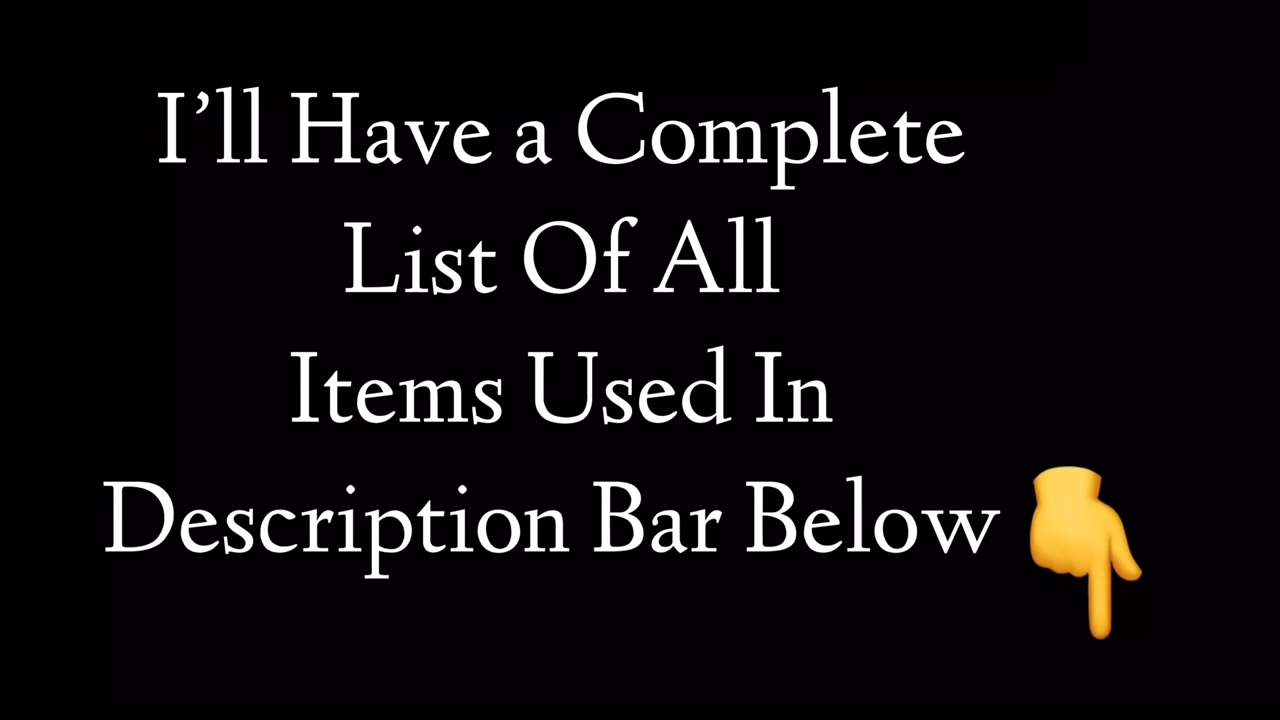 I’ll Have a Complete
List Of All
Items Used In
Description Bar Below 👇